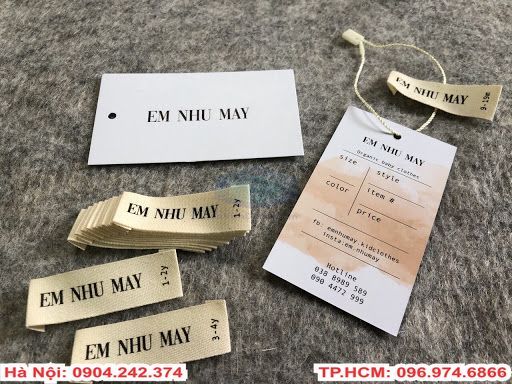 EM NHU MAY
9-19m
EM NHU MAY
EM NHU MAY
Organic baby clothes
size
style
color
item #
price
fb: emnhumay.kidclothes
insta:em.nhumay
Hotline
038 8989 589
090 4472 999
EM NHU MAY
1-2y
EM NHU MAY
1-2y
EM NHU MAY
3-4y
Hà Nội: 0904.242.374
TP.HCM: 096.974.6866